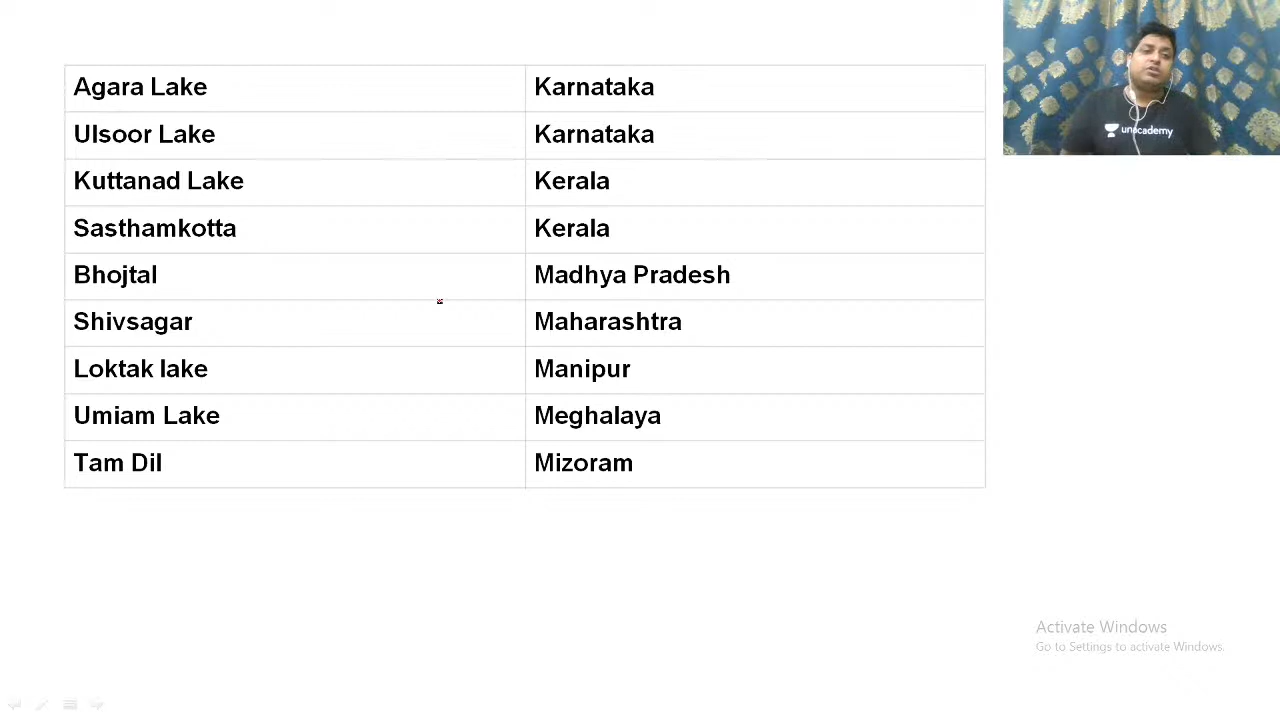 Agara Lake Karnataka
Ulsoor Lake Karnataka
Kuttanad Lake Kerala
Sasthamkotta Kerala
Bhojtal Madhya Pradesh
Shivsagar Maharashtra
Loktak lake Manipur
Umiam Lake Meghalaya
Tam Dil Mizoram
unacademy
Activate Windows
Go to Settings to activate Windows.